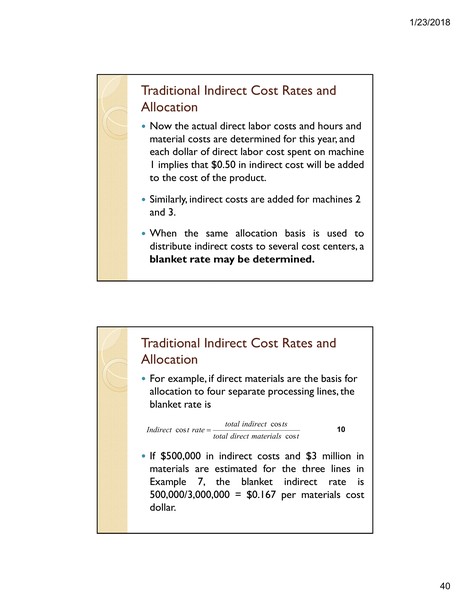 1/23/2018
Traditional Indirect Cost Rates and
Allocation
Now the actual direct labor costs and hours and
material costs are determined for this year, and
each dollar of direct labor cost spent on machine
1 implies that $0.50 in indirect cost will be added
to the cost of the product.
Similarly, indirect costs are added for machines 2
and 3.
When the same allocation basis is used to
distribute indirect costs to several cost centers, a
blanket rate may be determined.
Traditional Indirect Cost Rates and
Allocation
For example, if direct materials are the basis for
allocation to four separate processing lines, the
blanket rate is
Indirect cost rate = total indirect costs / total direct materials cost 10
If $500,000 in indirect costs and $3 million in
materials are estimated for the three lines in
Example 7, the blanket indirect rate is
500,000/3,000,000 = $0.167 per materials cost
dollar.
40